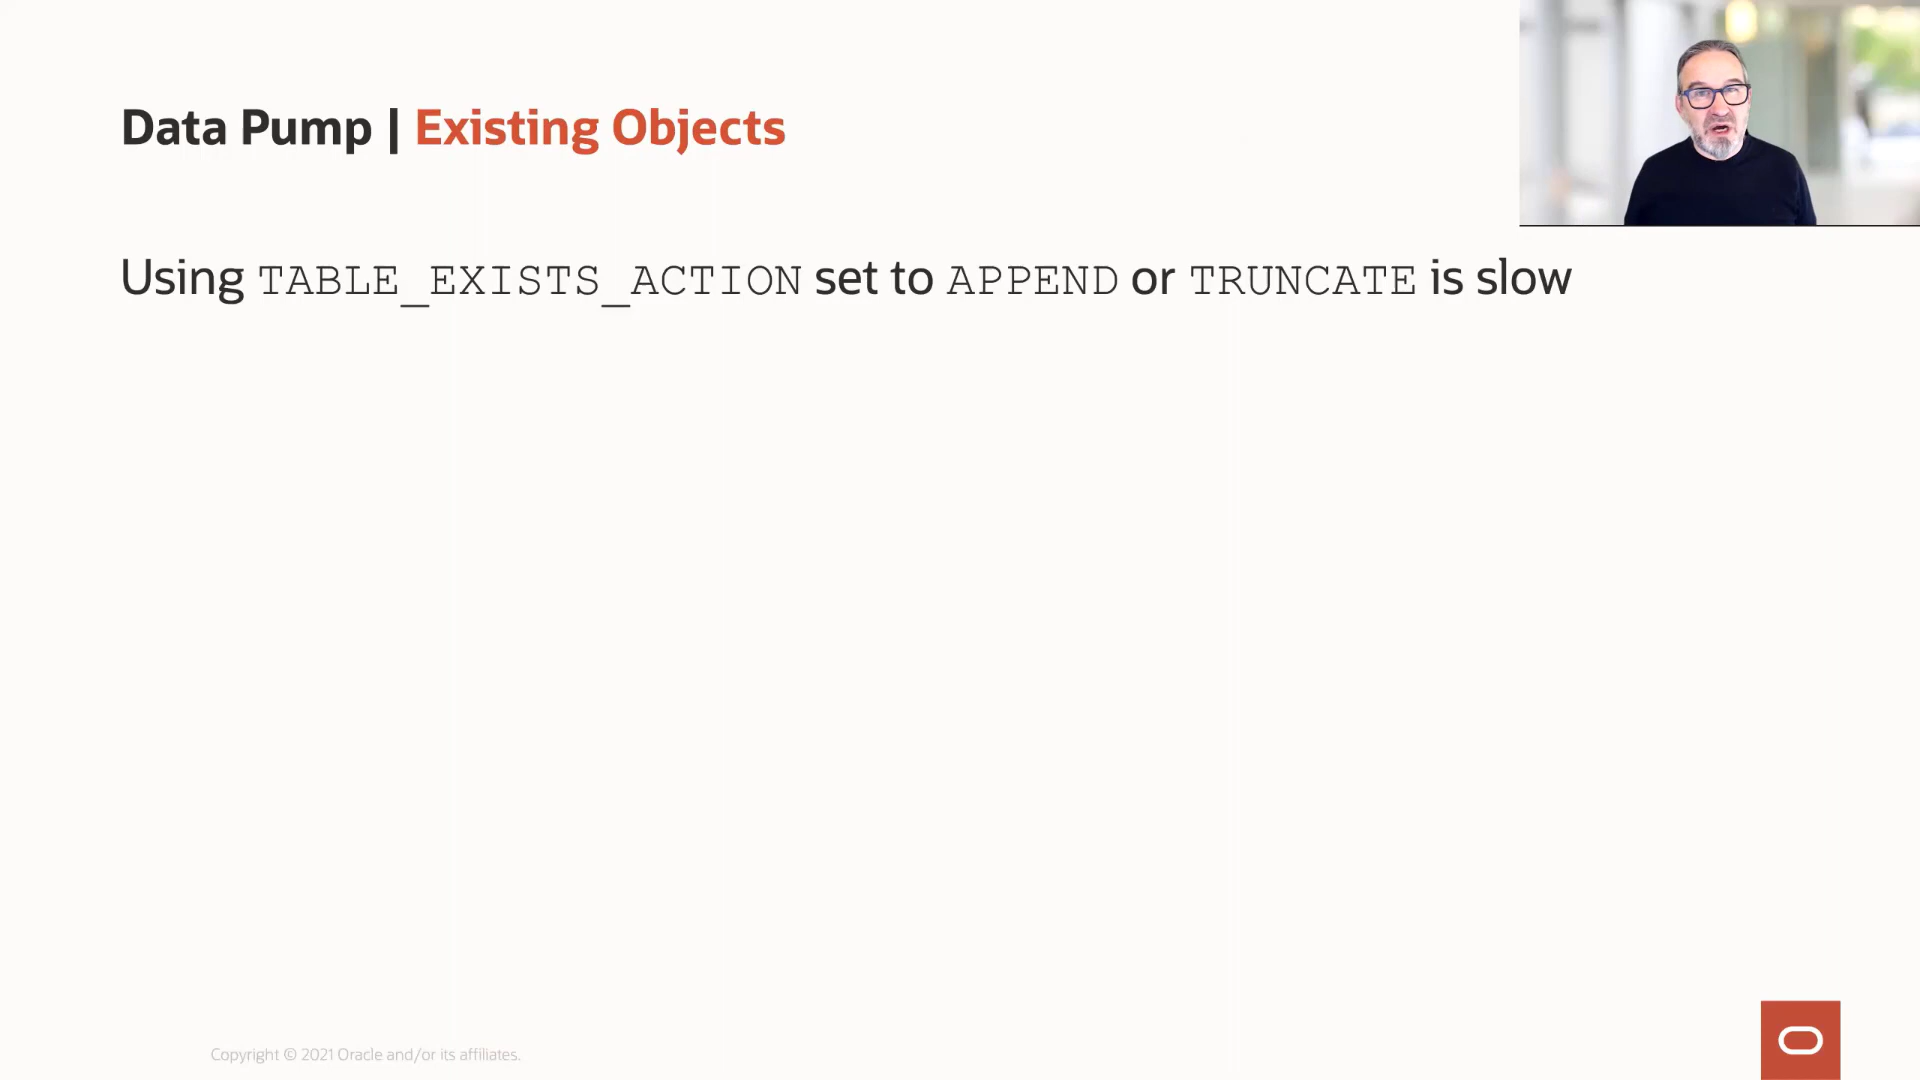 Data Pump | Existing Objects
Using TABLE_EXISTS_ACTION set to APPEND or TRUNCATE is slow
Copyright © 2021 Oracle and/or its affiliates.